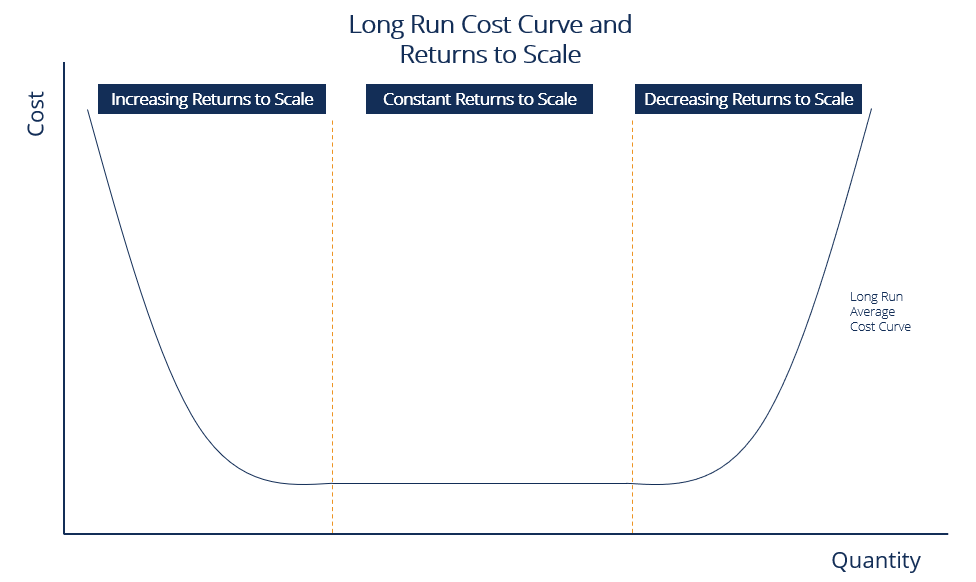 Long Run Cost Curve and
Returns to Scale
Cost
Increasing Returns to Scale
Constant Returns to Scale
Decreasing Returns to Scale
Long Run
Average
Cost Curve
Quantity